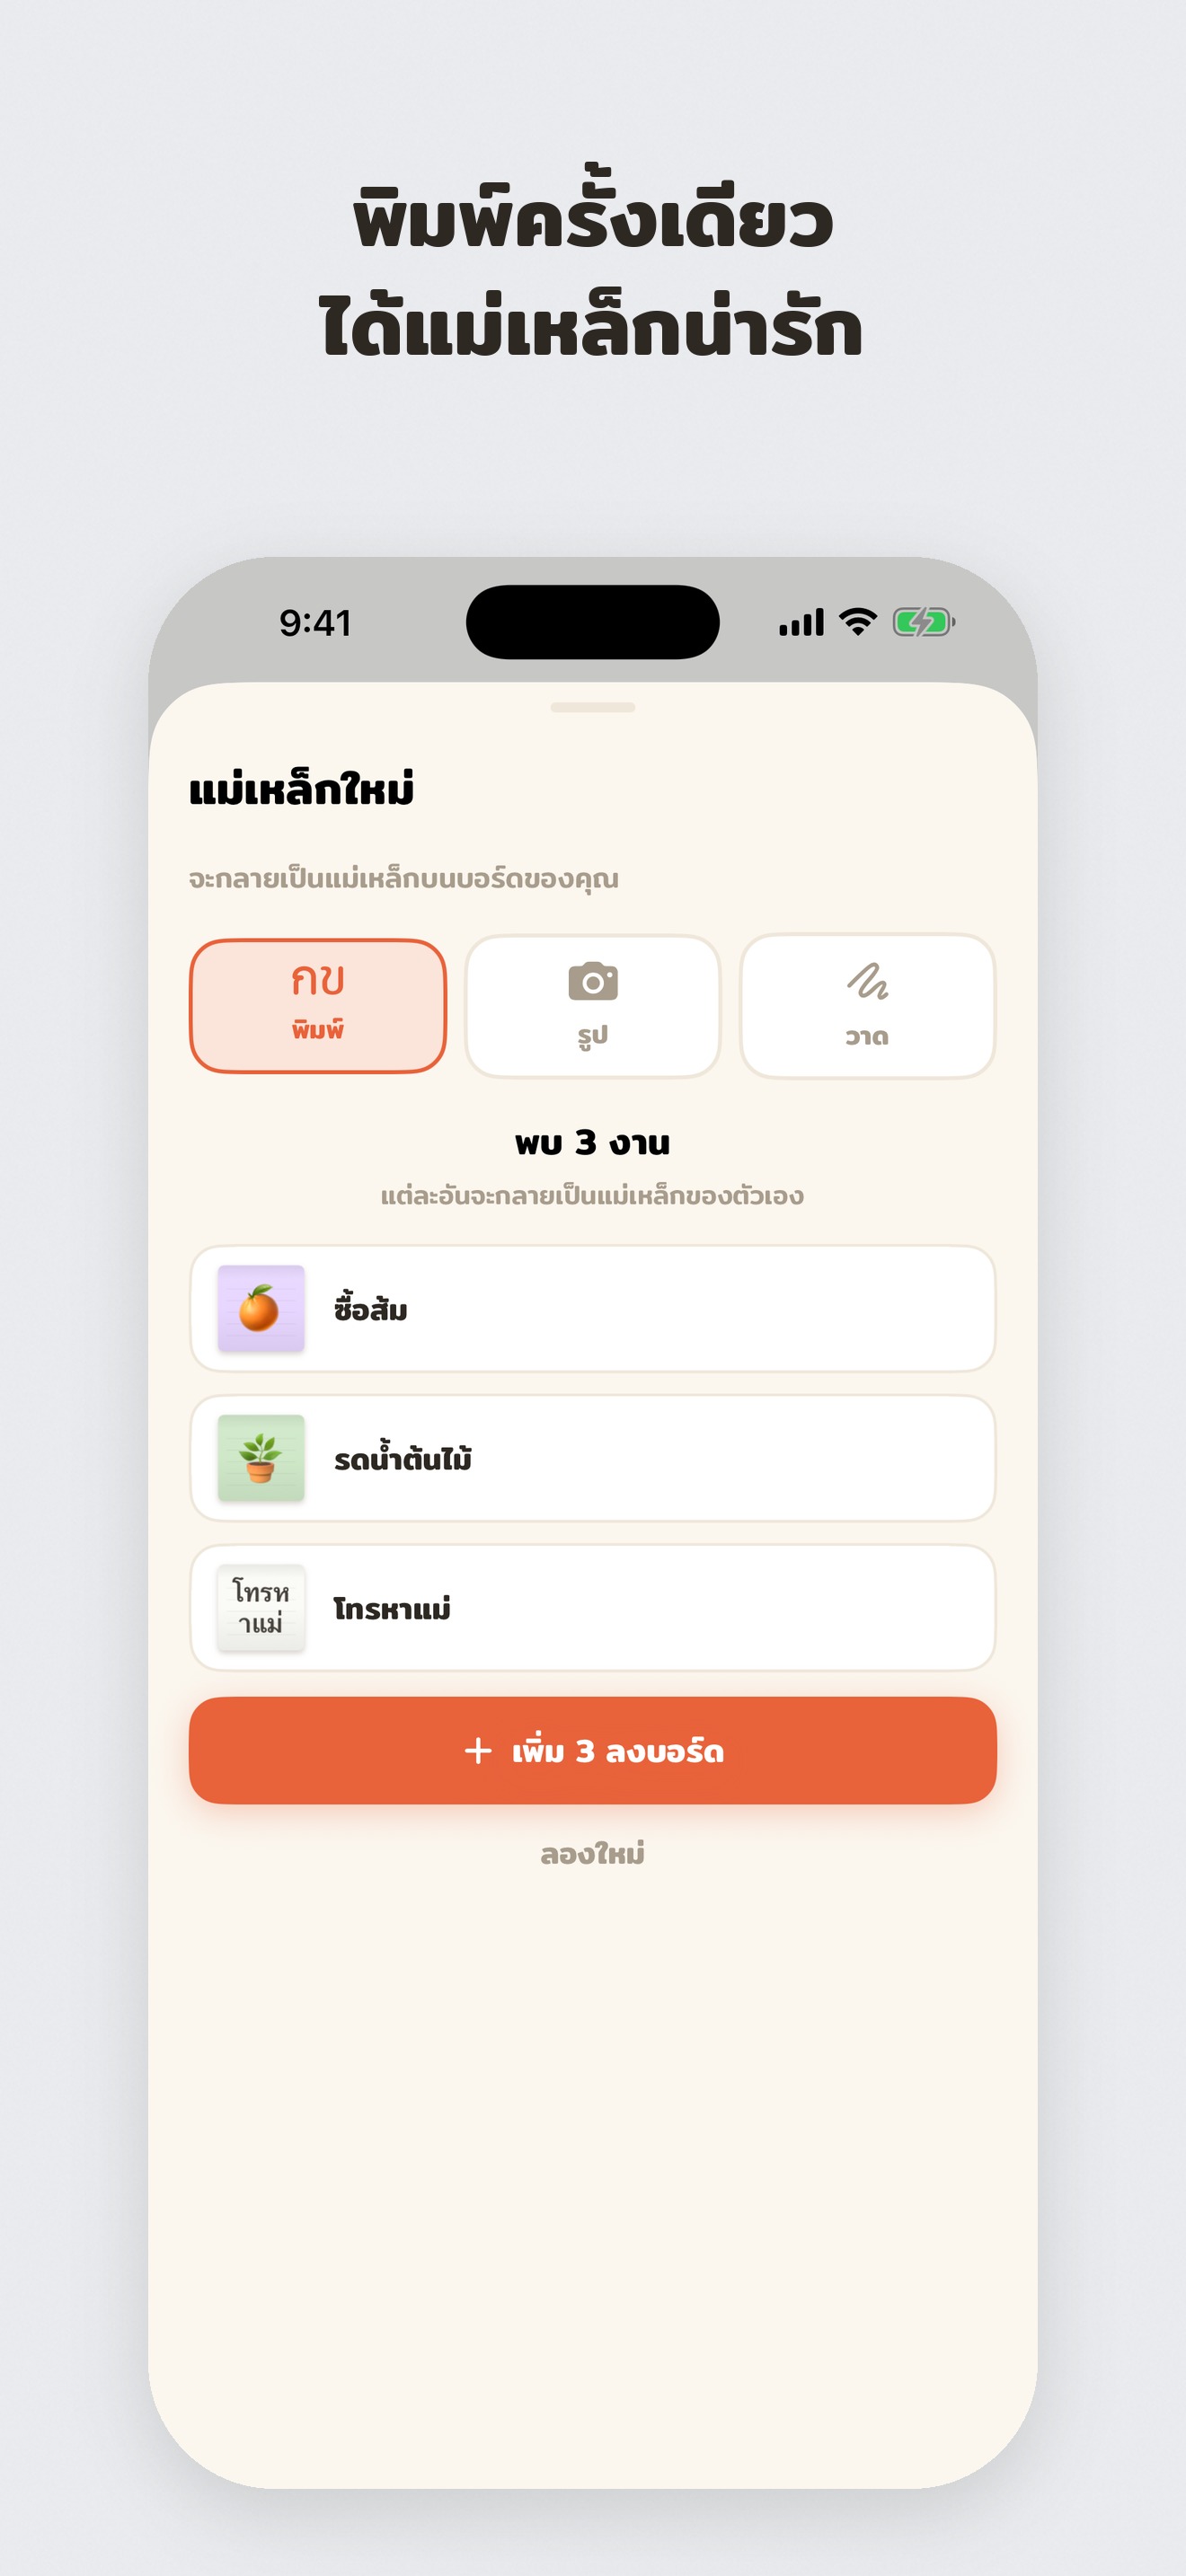 พิมพ์ครั้งเดียว
ได้แม่เหล็กน่ารัก
9:41
แม่เหล็กใหม่
จะกลายเป็นแม่เหล็กบนบอร์ดของคุณ
กข
พิมพ์
รูป
วาด
พบ 3 งาน
แต่ละอันจะกลายเป็นแม่เหล็กของตัวเอง
ซื้อส้ม
รดน้ำต้นไม้
โทรห
าแม่
โทรหาแม่
+ เพิ่ม 3 ลงบอร์ด
ลองใหม่